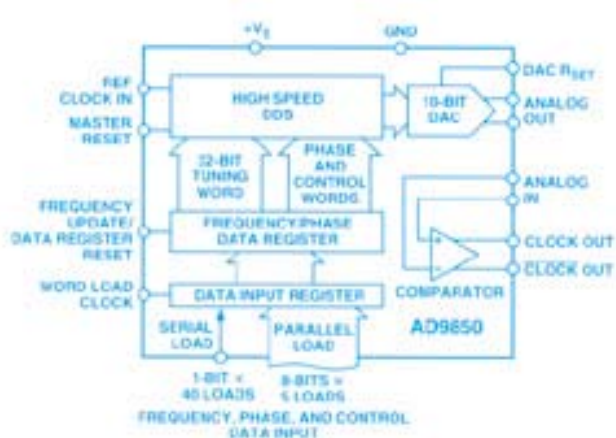 +VS
GND
REF
CLOCK IN
MASTER
RESET
FREQUENCY
UPDATE/
DATA REGISTER
RESET
WORD LOAD
CLOCK
HIGH SPEED
DDS
32-BIT
TUNING
WORD
PHASE
AND
CONTROL
WORDS
FREQUENCY/PHASE
DATA REGISTER
DATA INPUT REGISTER
SERIAL
LOAD
PARALLEL
LOAD
1-BIT ×
40 LOADS
8-BITS ×
5 LOADS
FREQUENCY, PHASE, AND CONTROL
DATA INPUT
10-BIT
DAC
DAC RSET
ANALOG
OUT
ANALOG
IN
CLOCK OUT
CLOCK OUT
+
–
COMPARATOR
AD9850